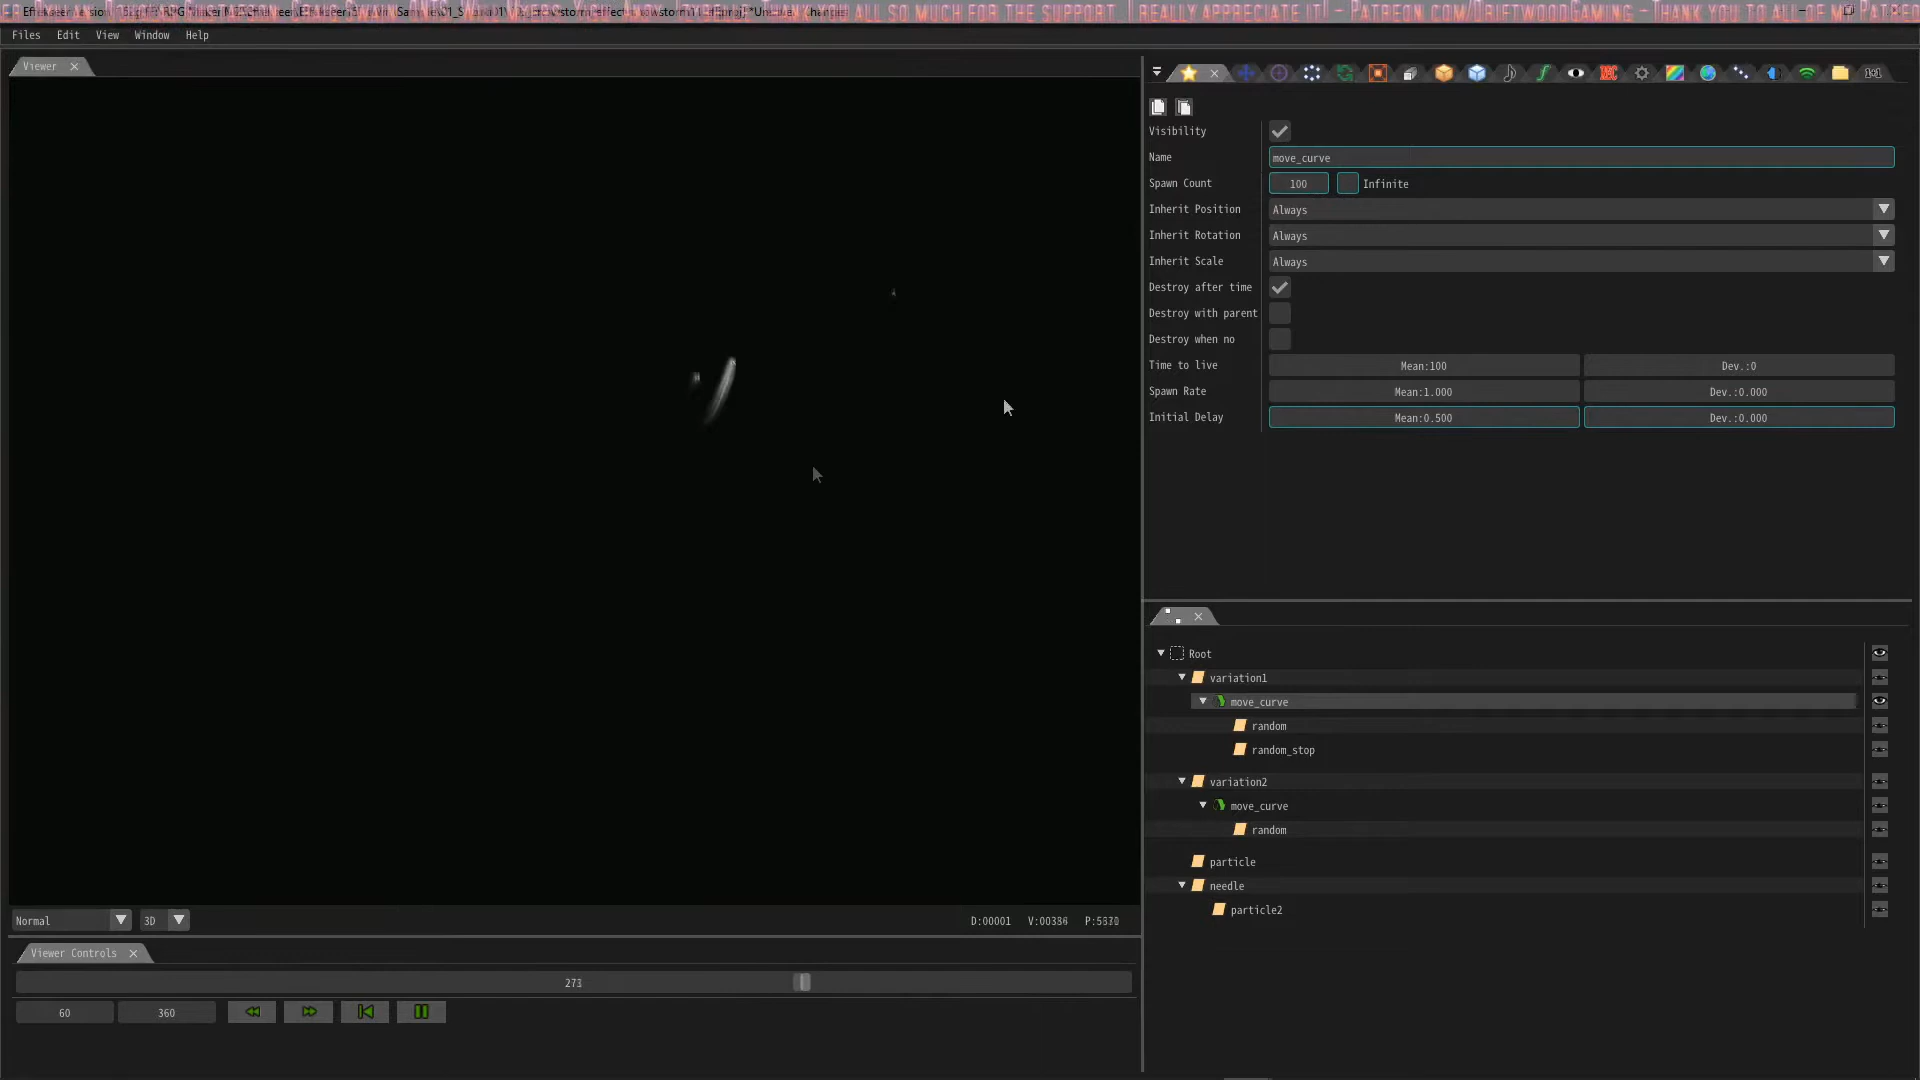 ALL SO MUCH FOR THE SUPPORT. I REALLY APPRECIATE IT! - PATREON.COM/DRIFTWOODGAMING - THANK YOU TO ALL OF
Files Edit View Window Help
Viewer
Visibility
Name move_curve
Spawn Count 100 Infinite
Inherit Position Always
Inherit Rotation Always
Inherit Scale Always
Destroy after time
Destroy with parent
Destroy when no
Time to live Mean:100 Dev.:0
Spawn Rate Mean:1.000 Dev.:0.000
Initial Delay Mean:0.500 Dev.:0.000
Root
variation1
move_curve
random
random_stop
variation2
move_curve
random
particle
needle
particle2
Normal 3D D:00001 V:00386
Viewer Controls
273
60 360